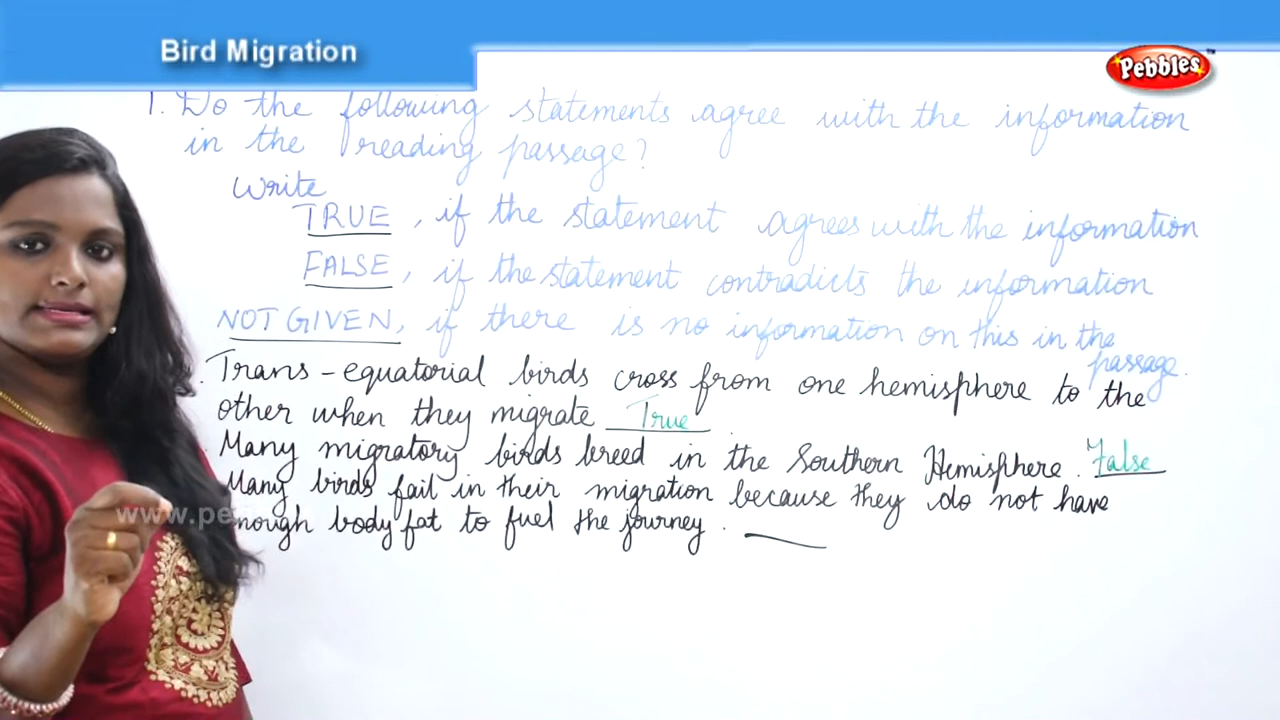 Bird Migration
Pebbles
TM
1. Do the following statements agree with the information
in the reading passage?
Write
TRUE, if the statement agrees with the information
FALSE, if the statement contradicts the information
NOT GIVEN, if there is no information on this in the
passage.
Trans-equatorial birds cross from one hemisphere to the
other when they migrate True
Many migratory birds breed in the Southern Hemisphere. False
Many birds fail in their migration because they do not have
nough body fat to fuel the journey.
www.pe